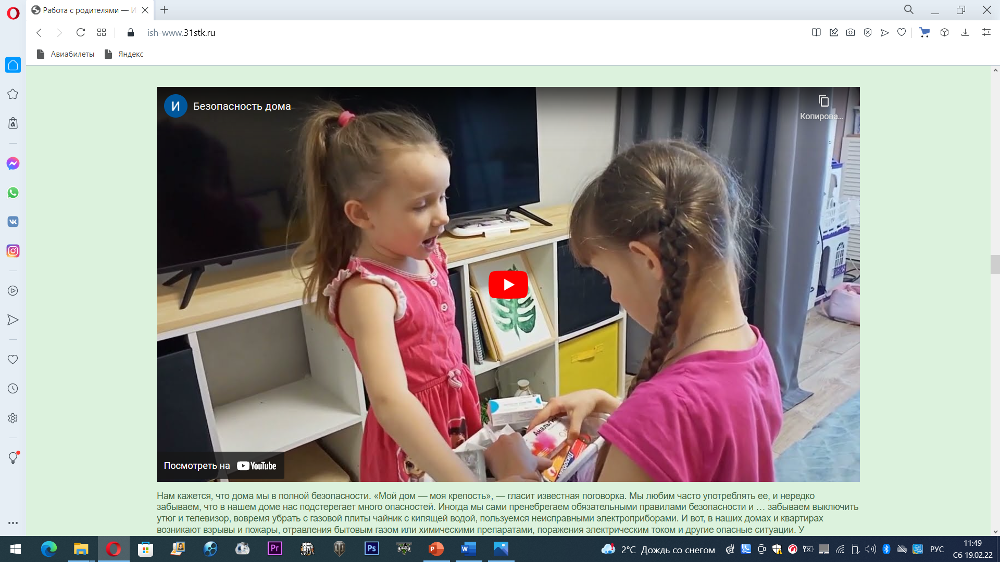 Работа с родителями — И
ish-www.31stk.ru
Авиабилеты
Яндекс
И
Безопасность дома
Копирова...
Анальгин
Посмотреть на YouTube
Нам кажется, что дома мы в полной безопасности. «Мой дом — моя крепость», — гласит известная поговорка. Мы любим часто употреблять ее, и нередко
забываем, что в нашем доме нас подстерегает много опасностей. Иногда мы сами пренебрегаем обязательными правилами безопасности и … забываем выключить
утюг и телевизор, вовремя убрать с газовой плиты чайник с кипящей водой, пользуемся неисправными электроприборами. И вот, в наших домах и квартирах
возникают взрывы и пожары, отравления бытовым газом или химическими препаратами, поражения электрическим током и другие опасные ситуации. У
Pr
Ps
P
W
2°C Дождь со снегом
РУС
11:49
Сб 19.02.22